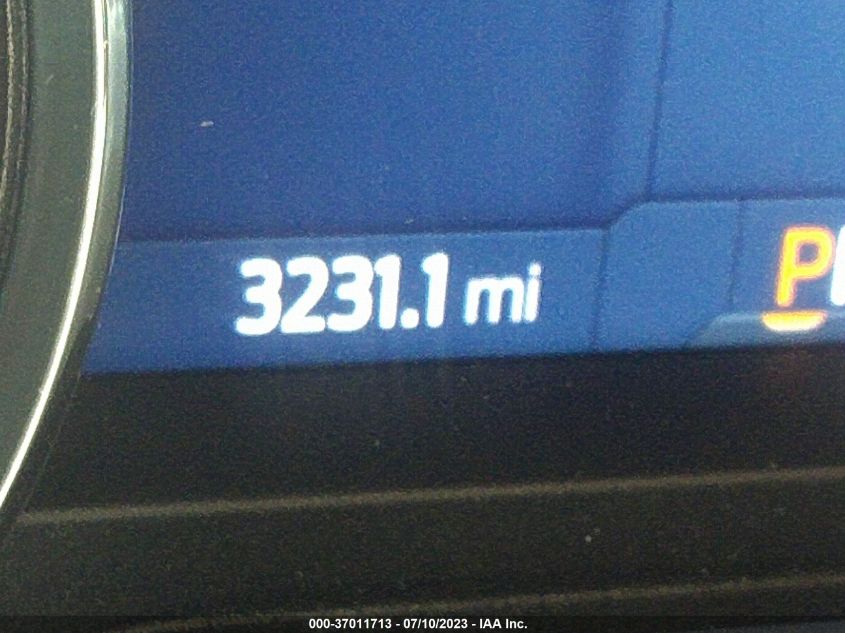 3231.1 mi
P
000-37011713 - 07/10/2023 - IAA Inc.